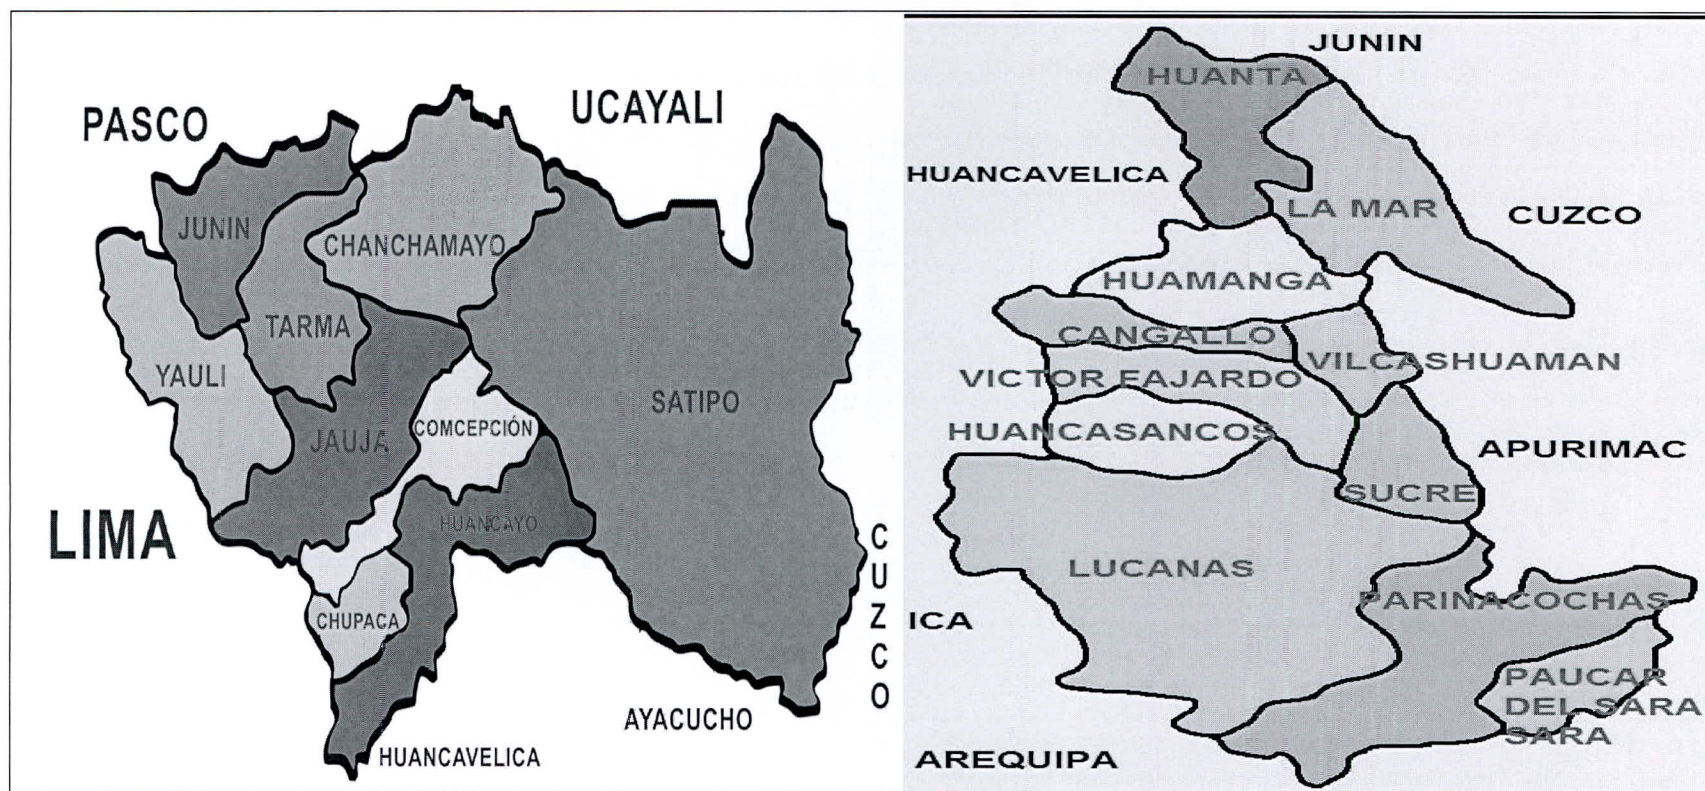 PASCO
UCAYALI
JUNIN
CHANCHAMAYO
TARMA
YAULI
SATIPO
JAUJA
COMCEPCIÓN
HUANCAYO
LIMA
CUZCO
CHUPACA
AYACUCHO
HUANCAVELICA
JUNIN
HUANTA
HUANCAVELICA
LA MAR
CUZCO
HUAMANGA
CANGALLO
VILCASHUAMAN
VICTOR FAJARDO
HUANCASANCOS
APURIMAC
SUCRE
LUCANAS
PARINACOCHAS
ICA
PAUCAR
DEL SARA
SARA
AREQUIPA